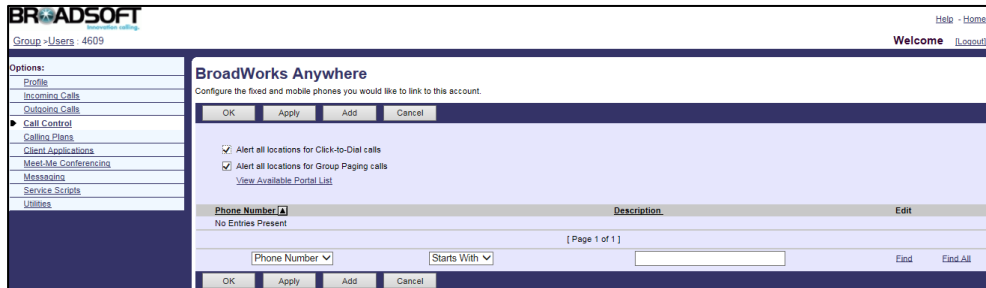 BROADSOFT
innovation calling.
Help - Home
Group >Users : 4609
Welcome [Logout]
Options:
Profile
Incoming Calls
Outgoing Calls
Call Control
Calling Plans
Client Applications
Meet-Me Conferencing
Messaging
Service Scripts
Utilities
BroadWorks Anywhere
Configure the fixed and mobile phones you would like to link to this account.
OK Apply Add Cancel
Alert all locations for Click-to-Dial calls
Alert all locations for Group Paging calls
View Available Portal List
Phone Number Description Edit
No Entries Present
[ Page 1 of 1 ]
Phone Number Starts With Find Find All
OK Apply Add Cancel